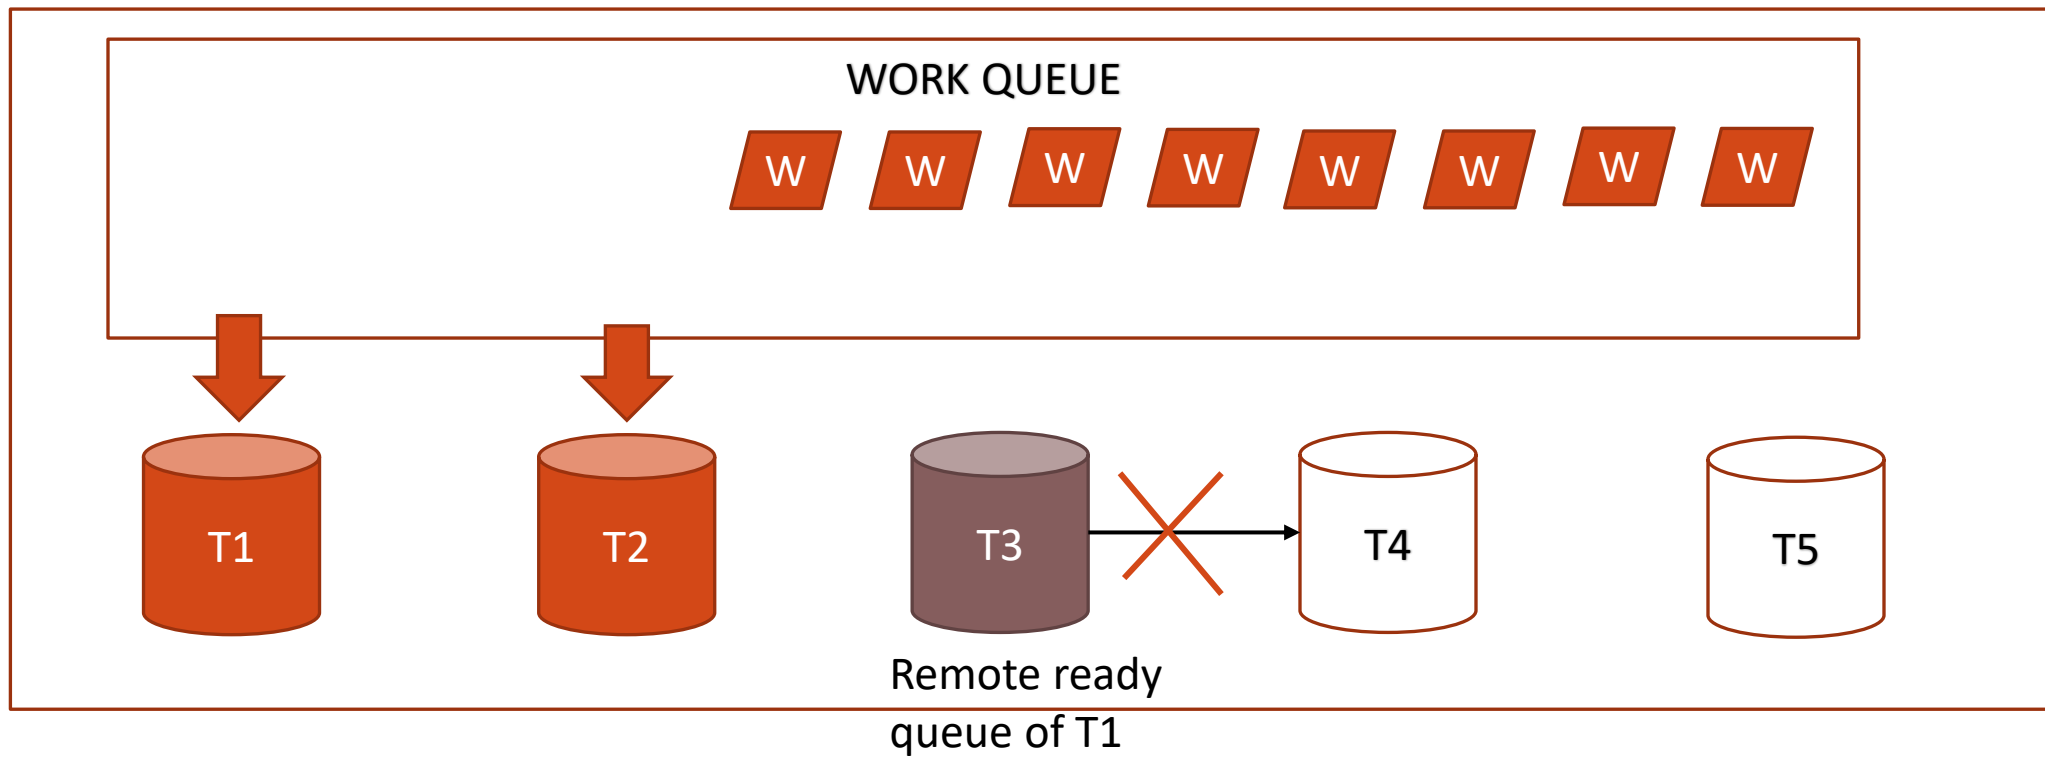 WORK QUEUE
W W W W W W W W
T1 T2 T3 T4 T5
Remote ready
queue of T1